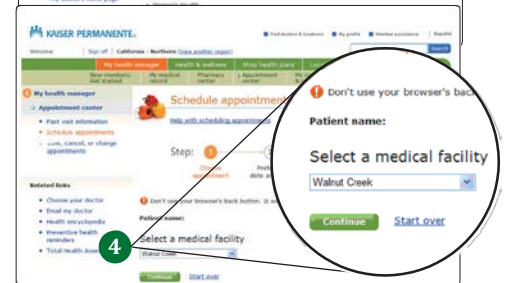 KAISER PERMANENTE®
Find doctors & locations My profile Member assistance Español
Welcome Sign off California - Northern (view another region)
Search
My health manager Health & wellness Shop health plans
New members: Get started My medical record Pharmacy center Appointment center
My health manager
Appointment center
Past visit information
Schedule appointments
View, cancel, or change appointments
Related links
Choose your doctor
Email my doctor
Health encyclopedia
Preventive health reminders
Total Health
Schedule appointment
Help with scheduling appointments
Step: 1
Choose appointment
Don't use your browser's back button.
Patient name:
Select a medical facility
Walnut Creek
Continue Start over
4
Don't use your browser's back
Patient name:
Select a medical facility
Walnut Creek
Continue Start over